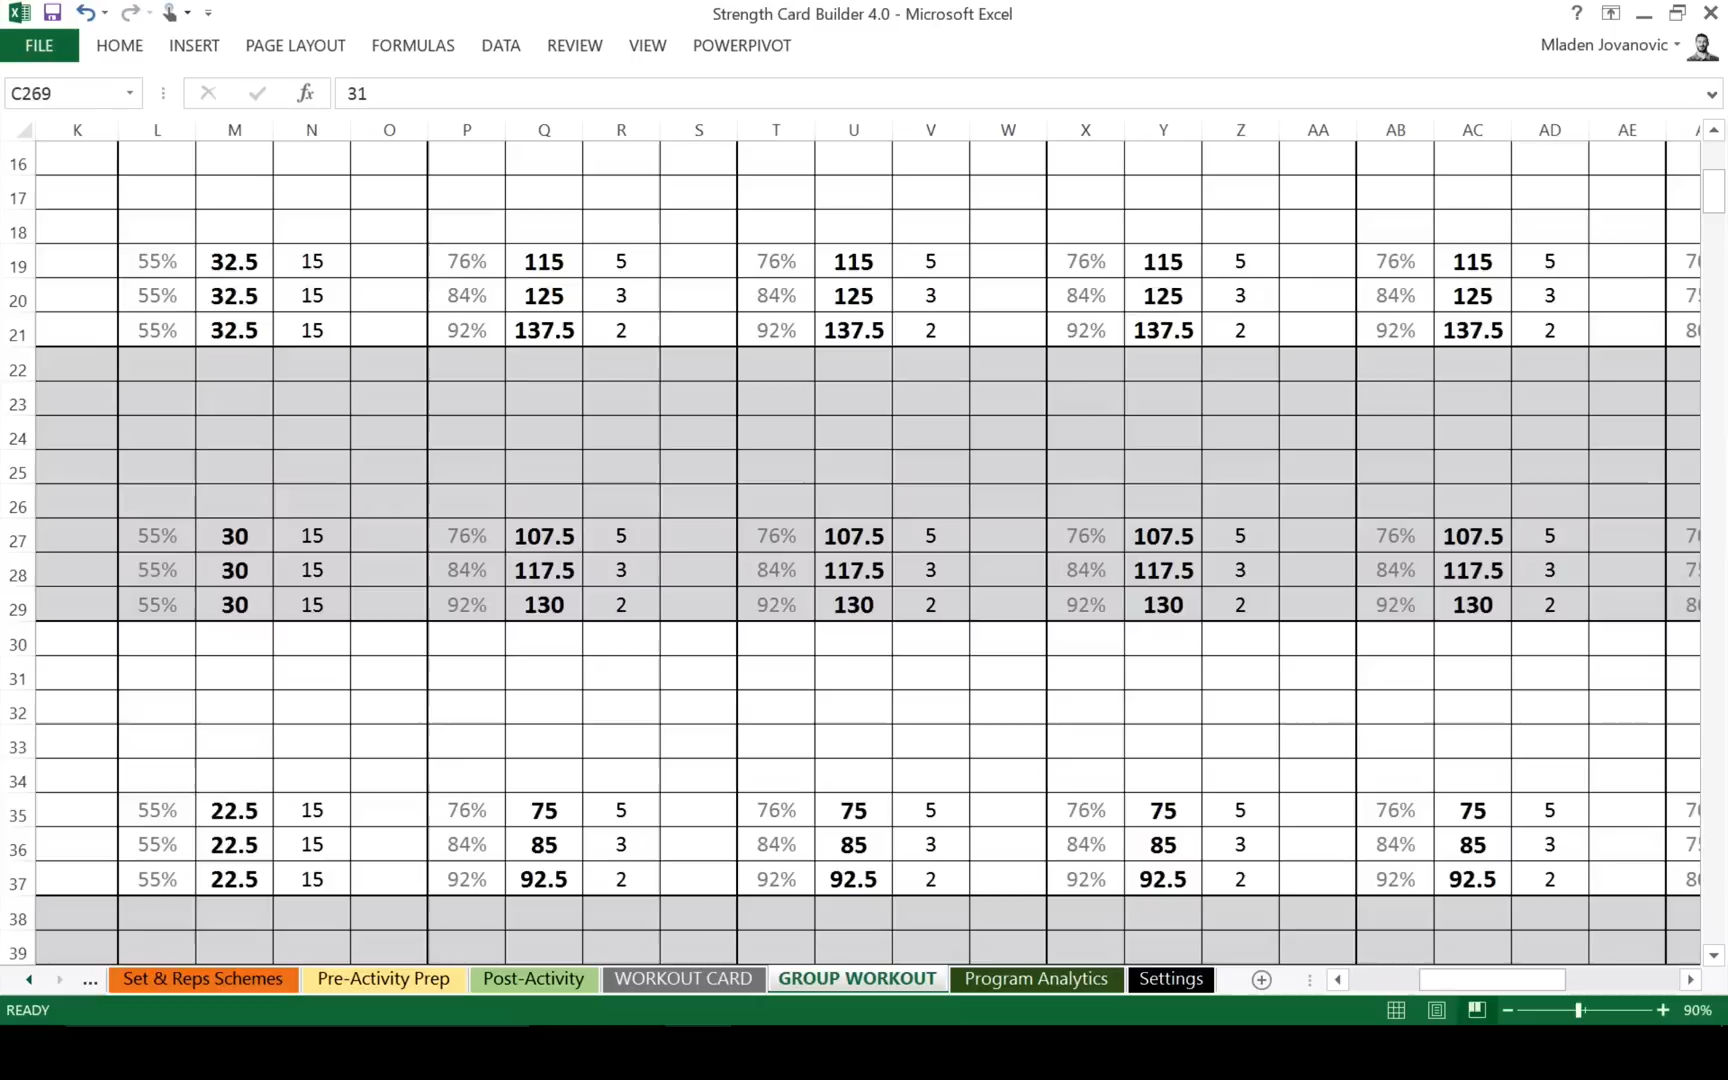 Strength Card Builder 4.0 - Microsoft Excel
FILE HOME INSERT PAGE LAYOUT FORMULAS DATA REVIEW VIEW POWERPIVOT Mladen Jovanovic
C269 fx 31
K L M N O P Q R S T U V W X Y Z AA AB AC AD AE
16
17
18
19 55% 32.5 15 76% 115 5 76% 115 5 76% 115 5 76% 115 5
20 55% 32.5 15 84% 125 3 84% 125 3 84% 125 3 84% 125 3
21 55% 32.5 15 92% 137.5 2 92% 137.5 2 92% 137.5 2 92% 137.5 2
22
23
24
25
26
27 55% 30 15 76% 107.5 5 76% 107.5 5 76% 107.5 5 76% 107.5 5
28 55% 30 15 84% 117.5 3 84% 117.5 3 84% 117.5 3 84% 117.5 3
29 55% 30 15 92% 130 2 92% 130 2 92% 130 2 92% 130 2
30
31
32
33
34
35 55% 22.5 15 76% 75 5 76% 75 5 76% 75 5 76% 75 5
36 55% 22.5 15 84% 85 3 84% 85 3 84% 85 3 84% 85 3
37 55% 22.5 15 92% 92.5 2 92% 92.5 2 92% 92.5 2 92% 92.5 2
38
39
... Set & Reps Schemes Pre-Activity Prep Post-Activity WORKOUT CARD GROUP WORKOUT Program Analytics Settings
READY 90%